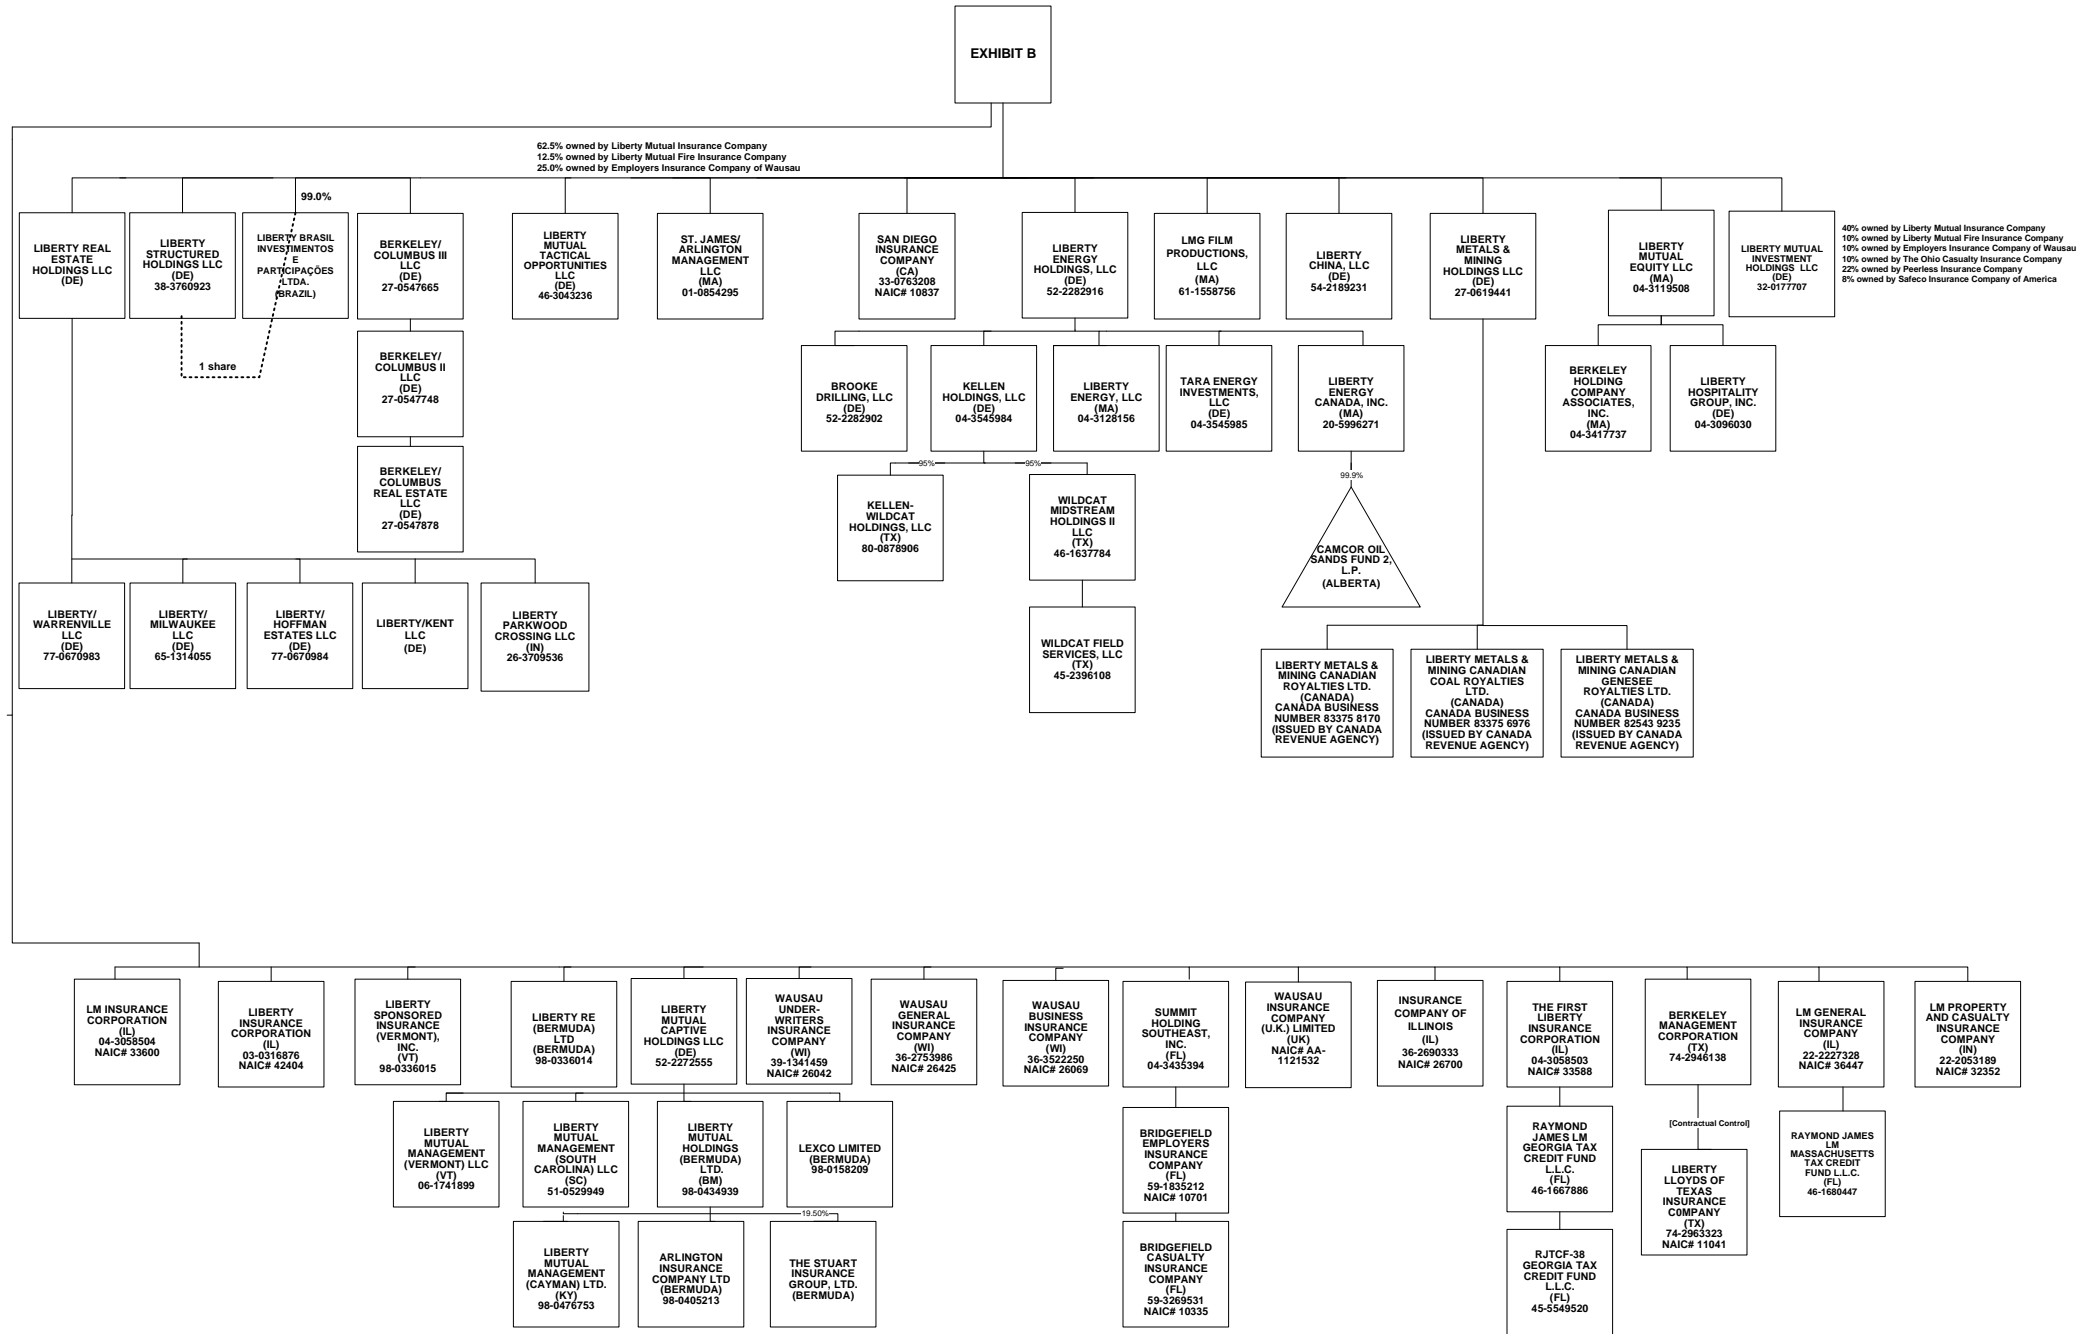 EXHIBIT B
62.5% owned by Liberty Mutual Insurance Company
12.5% owned by Liberty Mutual Fire Insurance Company
25.0% owned by Employers Insurance Company of Wausau
99.0%
LIBERTY REAL
ESTATE
HOLDINGS LLC
(DE)
LIBERTY
STRUCTURED
HOLDINGS LLC
(DE)
38-3760923
LIBERTY BRASIL
INVESTIMENTOS
E
PARTICIPAÇÕES
LTDA.
(BRAZIL)
1 share
BERKELEY/
COLUMBUS III
LLC
(DE)
27-0547665
LIBERTY
MUTUAL
TACTICAL
OPPORTUNITIES
LLC
(DE)
46-3043236
ST. JAMES/
ARLINGTON
MANAGEMENT
LLC
(MA)
01-0854295
SAN DIEGO
INSURANCE
COMPANY
(CA)
33-0763208
NAIC# 10837
LIBERTY
ENERGY
HOLDINGS, LLC
(DE)
52-2282916
LMG FILM
PRODUCTIONS,
LLC
(MA)
61-1558756
LIBERTY
CHINA, LLC
(DE)
54-2189231
LIBERTY
METALS &
MINING
HOLDINGS LLC
(DE)
27-0619441
LIBERTY
MUTUAL
EQUITY LLC
(MA)
04-3119508
LIBERTY MUTUAL
INVESTMENT
HOLDINGS LLC
(DE)
32-0177707
40% owned by Liberty Mutual Insurance Company
10% owned by Liberty Mutual Fire Insurance Company
10% owned by Employers Insurance Company of Wausau
10% owned by The Ohio Casualty Insurance Company
22% owned by Peerless Insurance Company
8% owned by Safeco Insurance Company of America
BERKELEY/
COLUMBUS II
LLC
(DE)
27-0547748
BROOKE
DRILLING, LLC
(DE)
52-2282902
KELLEN
HOLDINGS, LLC
(DE)
04-3545984
LIBERTY
ENERGY, LLC
(MA)
04-3128156
TARA ENERGY
INVESTMENTS,
LLC
(DE)
04-3545985
LIBERTY
ENERGY
CANADA, INC.
(MA)
20-5996271
BERKELEY
HOLDING
COMPANY
ASSOCIATES,
INC.
(MA)
04-3417737
LIBERTY
HOSPITALITY
GROUP, INC.
(DE)
04-3096030
BERKELEY/
COLUMBUS
REAL ESTATE
LLC
(DE)
27-0547878
95%
95%
99.9%
KELLEN-
WILDCAT
HOLDINGS, LLC
(TX)
80-0878906
WILDCAT
MIDSTREAM
HOLDINGS II
LLC
(TX)
46-1637784
CAMCOR OIL
SANDS FUND 2,
L.P.
(ALBERTA)
LIBERTY/
WARRENVILLE
LLC
(DE)
77-0670983
LIBERTY/
MILWAUKEE
LLC
(DE)
65-1314055
LIBERTY/
HOFFMAN
ESTATES LLC
(DE)
77-0670984
LIBERTY/KENT
LLC
(DE)
LIBERTY
PARKWOOD
CROSSING LLC
(IN)
26-3709536
WILDCAT FIELD
SERVICES, LLC
(TX)
45-2396108
LIBERTY METALS &
MINING CANADIAN
ROYALTIES LTD.
(CANADA)
CANADA BUSINESS
NUMBER 83375 8170
(ISSUED BY CANADA
REVENUE AGENCY)
LIBERTY METALS &
MINING CANADIAN
COAL ROYALTIES
LTD.
(CANADA)
CANADA BUSINESS
NUMBER 83375 6976
(ISSUED BY CANADA
REVENUE AGENCY)
LIBERTY METALS &
MINING CANADIAN
GENESEE
ROYALTIES LTD.
(CANADA)
CANADA BUSINESS
NUMBER 82543 9235
(ISSUED BY CANADA
REVENUE AGENCY)
LM INSURANCE
CORPORATION
(IL)
04-3058504
NAIC# 33600
LIBERTY
INSURANCE
CORPORATION
(IL)
03-0316876
NAIC# 42404
LIBERTY
SPONSORED
INSURANCE
(VERMONT),
INC.
(VT)
98-0336015
LIBERTY RE
(BERMUDA)
LTD
(BERMUDA)
98-0336014
LIBERTY
MUTUAL
CAPTIVE
HOLDINGS LLC
(DE)
52-2272555
WAUSAU
UNDER-
WRITERS
INSURANCE
COMPANY
(WI)
39-1341459
NAIC# 26042
WAUSAU
GENERAL
INSURANCE
COMPANY
(WI)
36-2753986
NAIC# 26425
WAUSAU
BUSINESS
INSURANCE
COMPANY
(WI)
36-3522250
NAIC# 26069
SUMMIT
HOLDING
SOUTHEAST,
INC.
(FL)
04-3435394
WAUSAU
INSURANCE
COMPANY
(U.K.) LIMITED
(UK)
NAIC# AA-
1121532
INSURANCE
COMPANY OF
ILLINOIS
(IL)
36-2690333
NAIC# 26700
THE FIRST
LIBERTY
INSURANCE
CORPORATION
(IL)
04-3058503
NAIC# 33588
BERKELEY
MANAGEMENT
CORPORATION
(TX)
74-2946138
LM GENERAL
INSURANCE
COMPANY
(IL)
22-2227328
NAIC# 36447
LM PROPERTY
AND CASUALTY
INSURANCE
COMPANY
(IN)
22-2053189
NAIC# 32352
LIBERTY
MUTUAL
MANAGEMENT
(VERMONT) LLC
(VT)
06-1741899
LIBERTY
MUTUAL
MANAGEMENT
(SOUTH
CAROLINA) LLC
(SC)
51-0529949
LIBERTY
MUTUAL
HOLDINGS
(BERMUDA)
LTD.
(BM)
98-0434939
LEXCO LIMITED
(BERMUDA)
98-0158209
BRIDGEFIELD
EMPLOYERS
INSURANCE
COMPANY
(FL)
59-1835212
NAIC# 10701
RAYMOND
JAMES LM
GEORGIA TAX
CREDIT FUND
L.L.C.
(FL)
46-1667886
[Contractual Control]
LIBERTY
LLOYDS OF
TEXAS
INSURANCE
C0MPANY
(TX)
74-2963323
NAIC# 11041
RAYMOND JAMES
LM
MASSACHUSETTS
TAX CREDIT
FUND L.L.C.
(FL)
46-1680447
19.50%
LIBERTY
MUTUAL
MANAGEMENT
(CAYMAN) LTD.
(KY)
98-0476753
ARLINGTON
INSURANCE
COMPANY LTD
(BERMUDA)
98-0405213
THE STUART
INSURANCE
GROUP, LTD.
(BERMUDA)
BRIDGEFIELD
CASUALTY
INSURANCE
COMPANY
(FL)
59-3269531
NAIC# 10335
RJTCF-38
GEORGIA TAX
CREDIT FUND
L.L.C.
(FL)
45-5549520